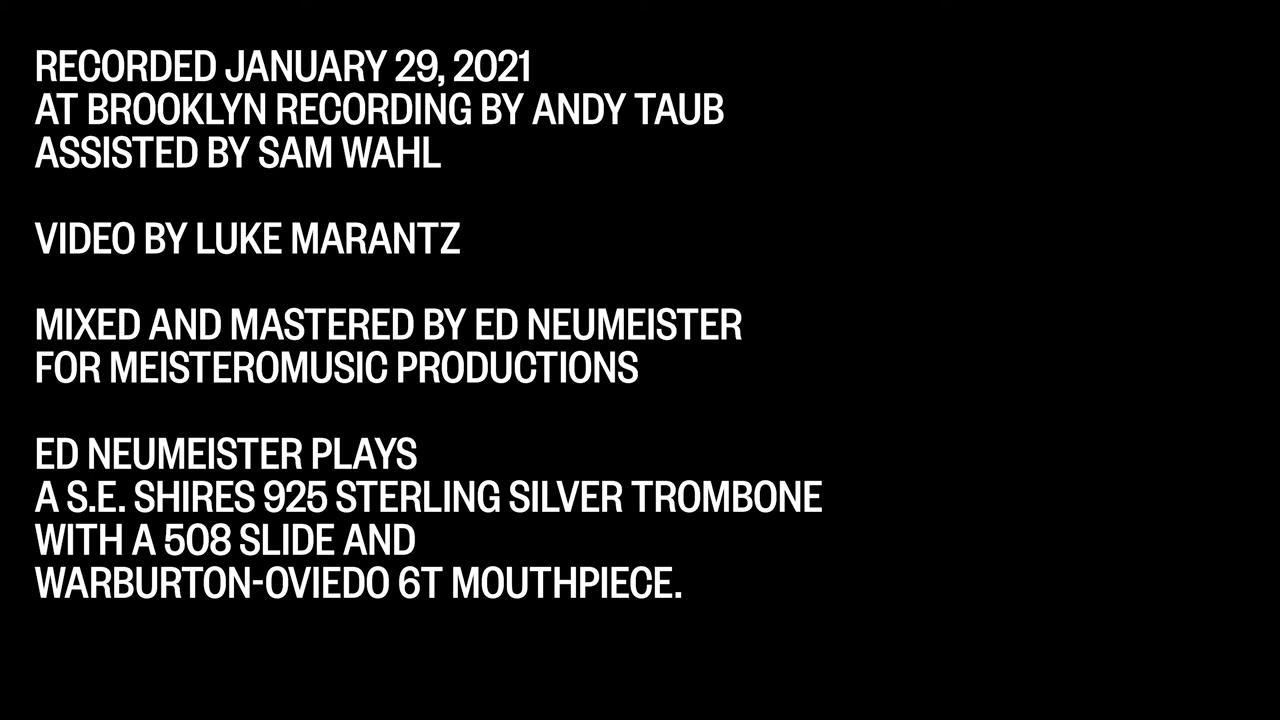 RECORDED JANUARY 29, 2021
AT BROOKLYN RECORDING BY ANDY TAUB
ASSISTED BY SAM WAHL
VIDEO BY LUKE MARANTZ
MIXED AND MASTERED BY ED NEUMEISTER
FOR MEISTEROMUSIC PRODUCTIONS
ED NEUMEISTER PLAYS
A S.E. SHIRES 925 STERLING SILVER TROMBONE
WITH A 508 SLIDE AND
WARBURTON-OVIEDO 6T MOUTHPIECE.